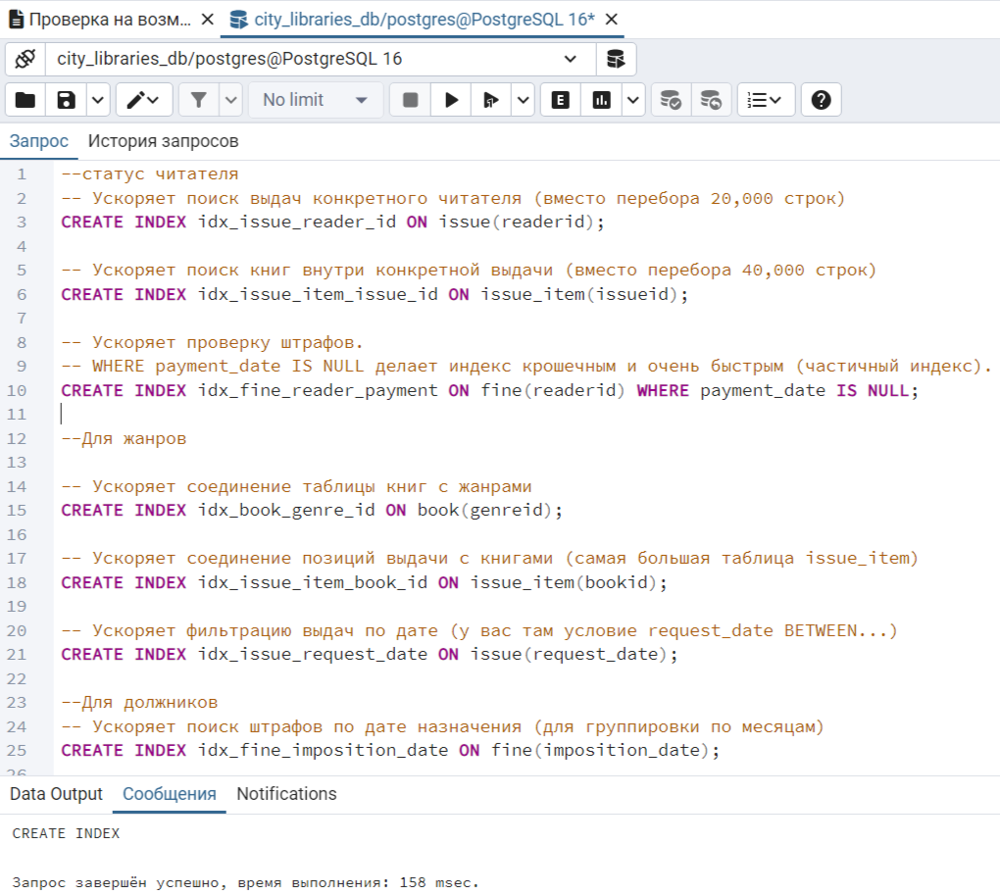 Проверка на возм...
city_libraries_db/postgres@PostgreSQL 16*
city_libraries_db/postgres@PostgreSQL 16
No limit
Запрос История запросов
1 --статус читателя
2 -- Ускоряет поиск выдач конкретного читателя (вместо перебора 20,000 строк)
3 CREATE INDEX idx_issue_reader_id ON issue(readerid);
4
5 -- Ускоряет поиск книг внутри конкретной выдачи (вместо перебора 40,000 строк)
6 CREATE INDEX idx_issue_item_issue_id ON issue_item(issueid);
7
8 -- Ускоряет проверку штрафов.
9 -- WHERE payment_date IS NULL делает индекс крошечным и очень быстрым (частичный индекс).
10 CREATE INDEX idx_fine_reader_payment ON fine(readerid) WHERE payment_date IS NULL;
11
12 --Для жанров
13
14 -- Ускоряет соединение таблицы книг с жанрами
15 CREATE INDEX idx_book_genre_id ON book(genreid);
16
17 -- Ускоряет соединение позиций выдачи с книгами (самая большая таблица issue_item)
18 CREATE INDEX idx_issue_item_book_id ON issue_item(bookid);
19
20 -- Ускоряет фильтрацию выдач по дате (у вас там условие request_date BETWEEN...)
21 CREATE INDEX idx_issue_request_date ON issue(request_date);
22
23 --Для должников
24 -- Ускоряет поиск штрафов по дате назначения (для группировки по месяцам)
25 CREATE INDEX idx_fine_imposition_date ON fine(imposition_date);
26
Data Output Сообщения Notifications
CREATE INDEX
Запрос завершён успешно, время выполнения: 158 msec.